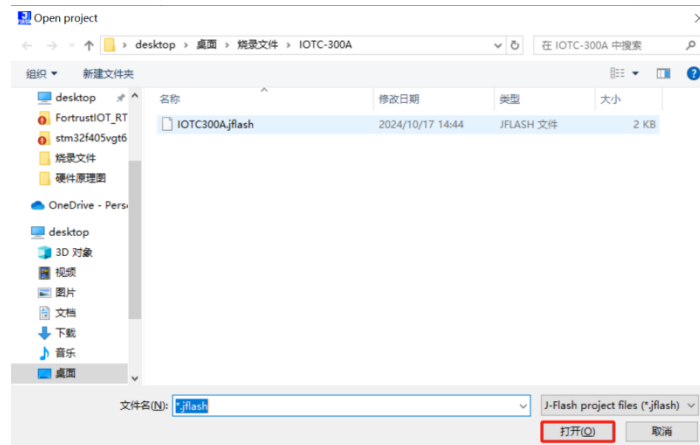 Open project
desktop › 桌面 › 烧录文件 › IOTC-300A
在 IOTC-300A 中搜索
组织 新建文件夹
名称 修改日期 类型 大小
IOTC300A.jflash 2024/10/17 14:44 JFLASH 文件 2 KB
desktop
FortrustIOT_RT
stm32f405vgt6
烧录文件
硬件原理图
OneDrive - Pers
desktop
3D 对象
视频
图片
文档
下载
音乐
桌面
文件名(N): *.jflash J-Flash project files (*.jflash)
打开(O) 取消